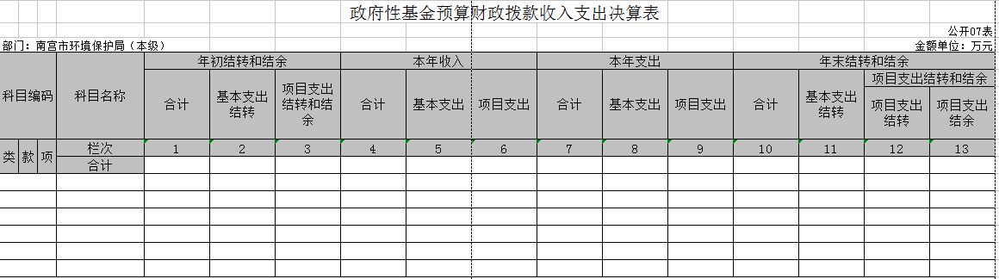 政府性基金预算财政拨款收入支出决算表
公开07表
部门：南宫市环境保护局（本级）
金额单位：万元
科目编码
科目名称
年初结转和结余
本年收入
本年支出
年末结转和结余
合计
基本支出
结转
项目支出
结转和结
余
合计
基本支出
项目支出
合计
基本支出
项目支出
合计
基本支出
结转
项目支出结转和结余
项目支出
结转
项目支出
结余
类 款 项
栏次
1 2 3 4 5 6 7 8 9 10 11 12 13
合计